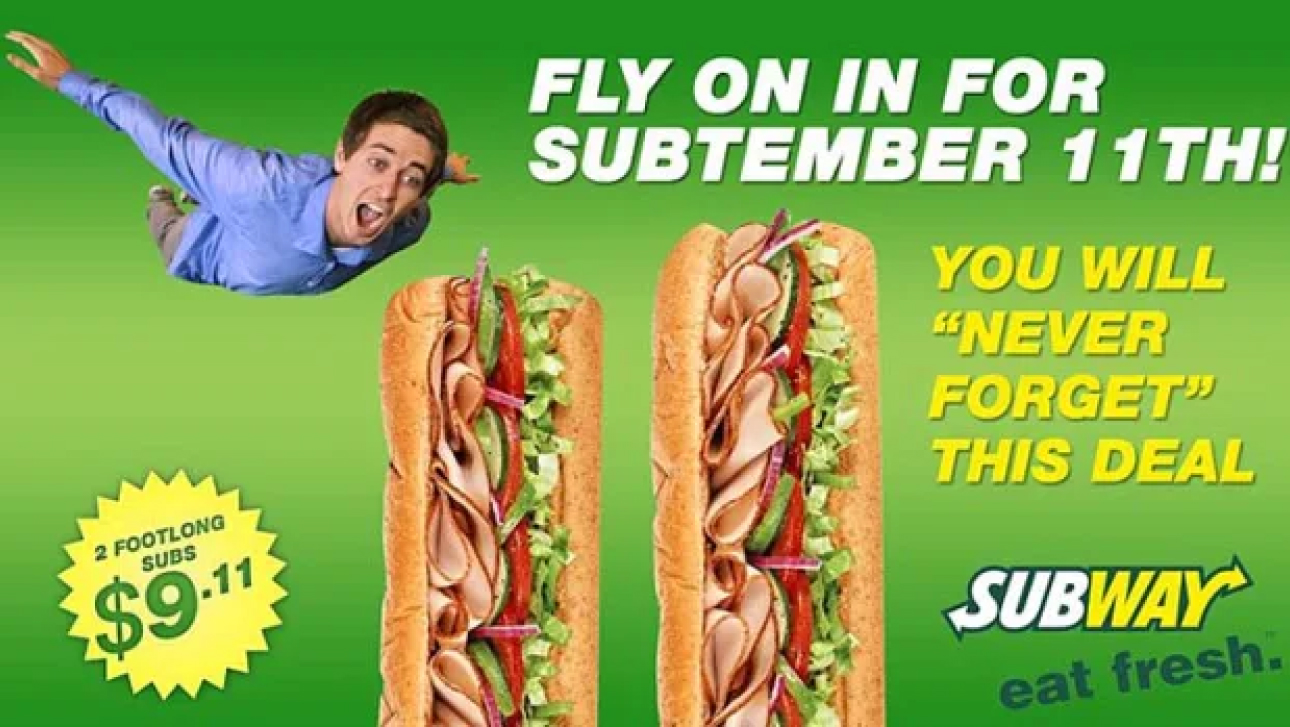 FLY ON IN FOR
SUBTEMBER 11TH!
YOU WILL
“NEVER
FORGET”
THIS DEAL
2 FOOTLONG
SUBS
$9.11
SUBWAY
eat fresh.™